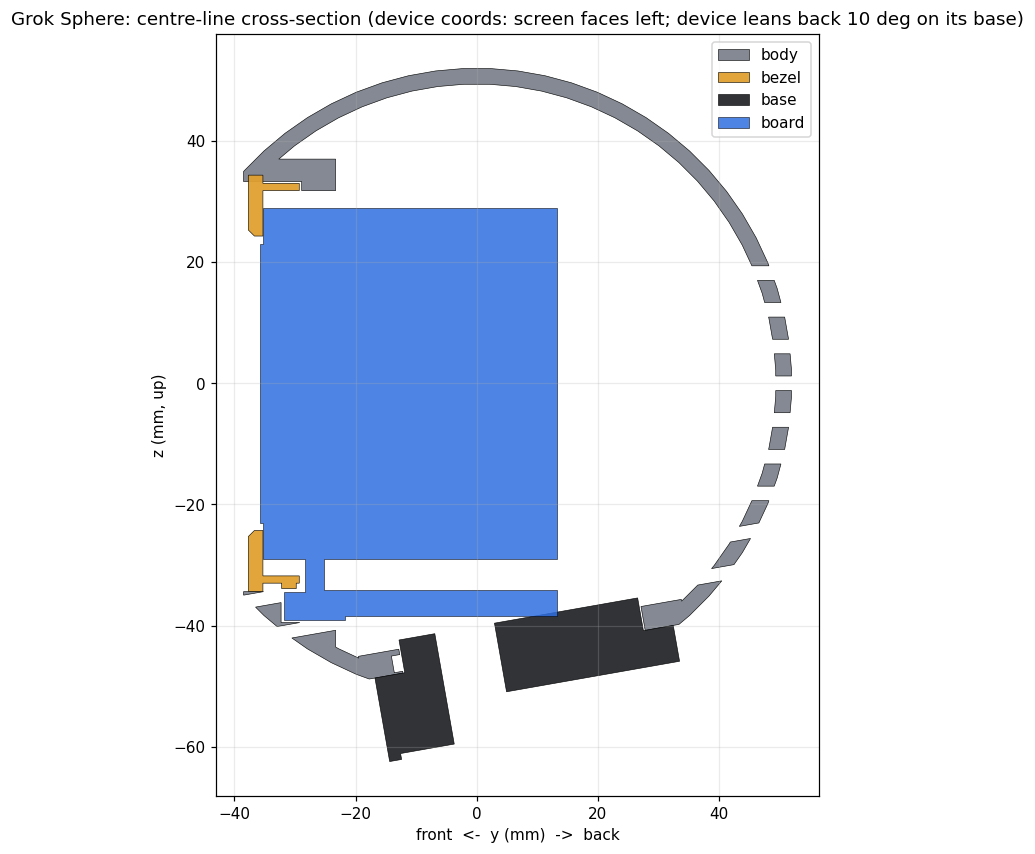 Grok Sphere: centre-line cross-section (device coords: screen faces left; device leans back 10 deg on its base)
body
bezel
base
board
z (mm, up)
40
20
0
−20
−40
−60
−40
−20
0
20
40
front <- y (mm) -> back